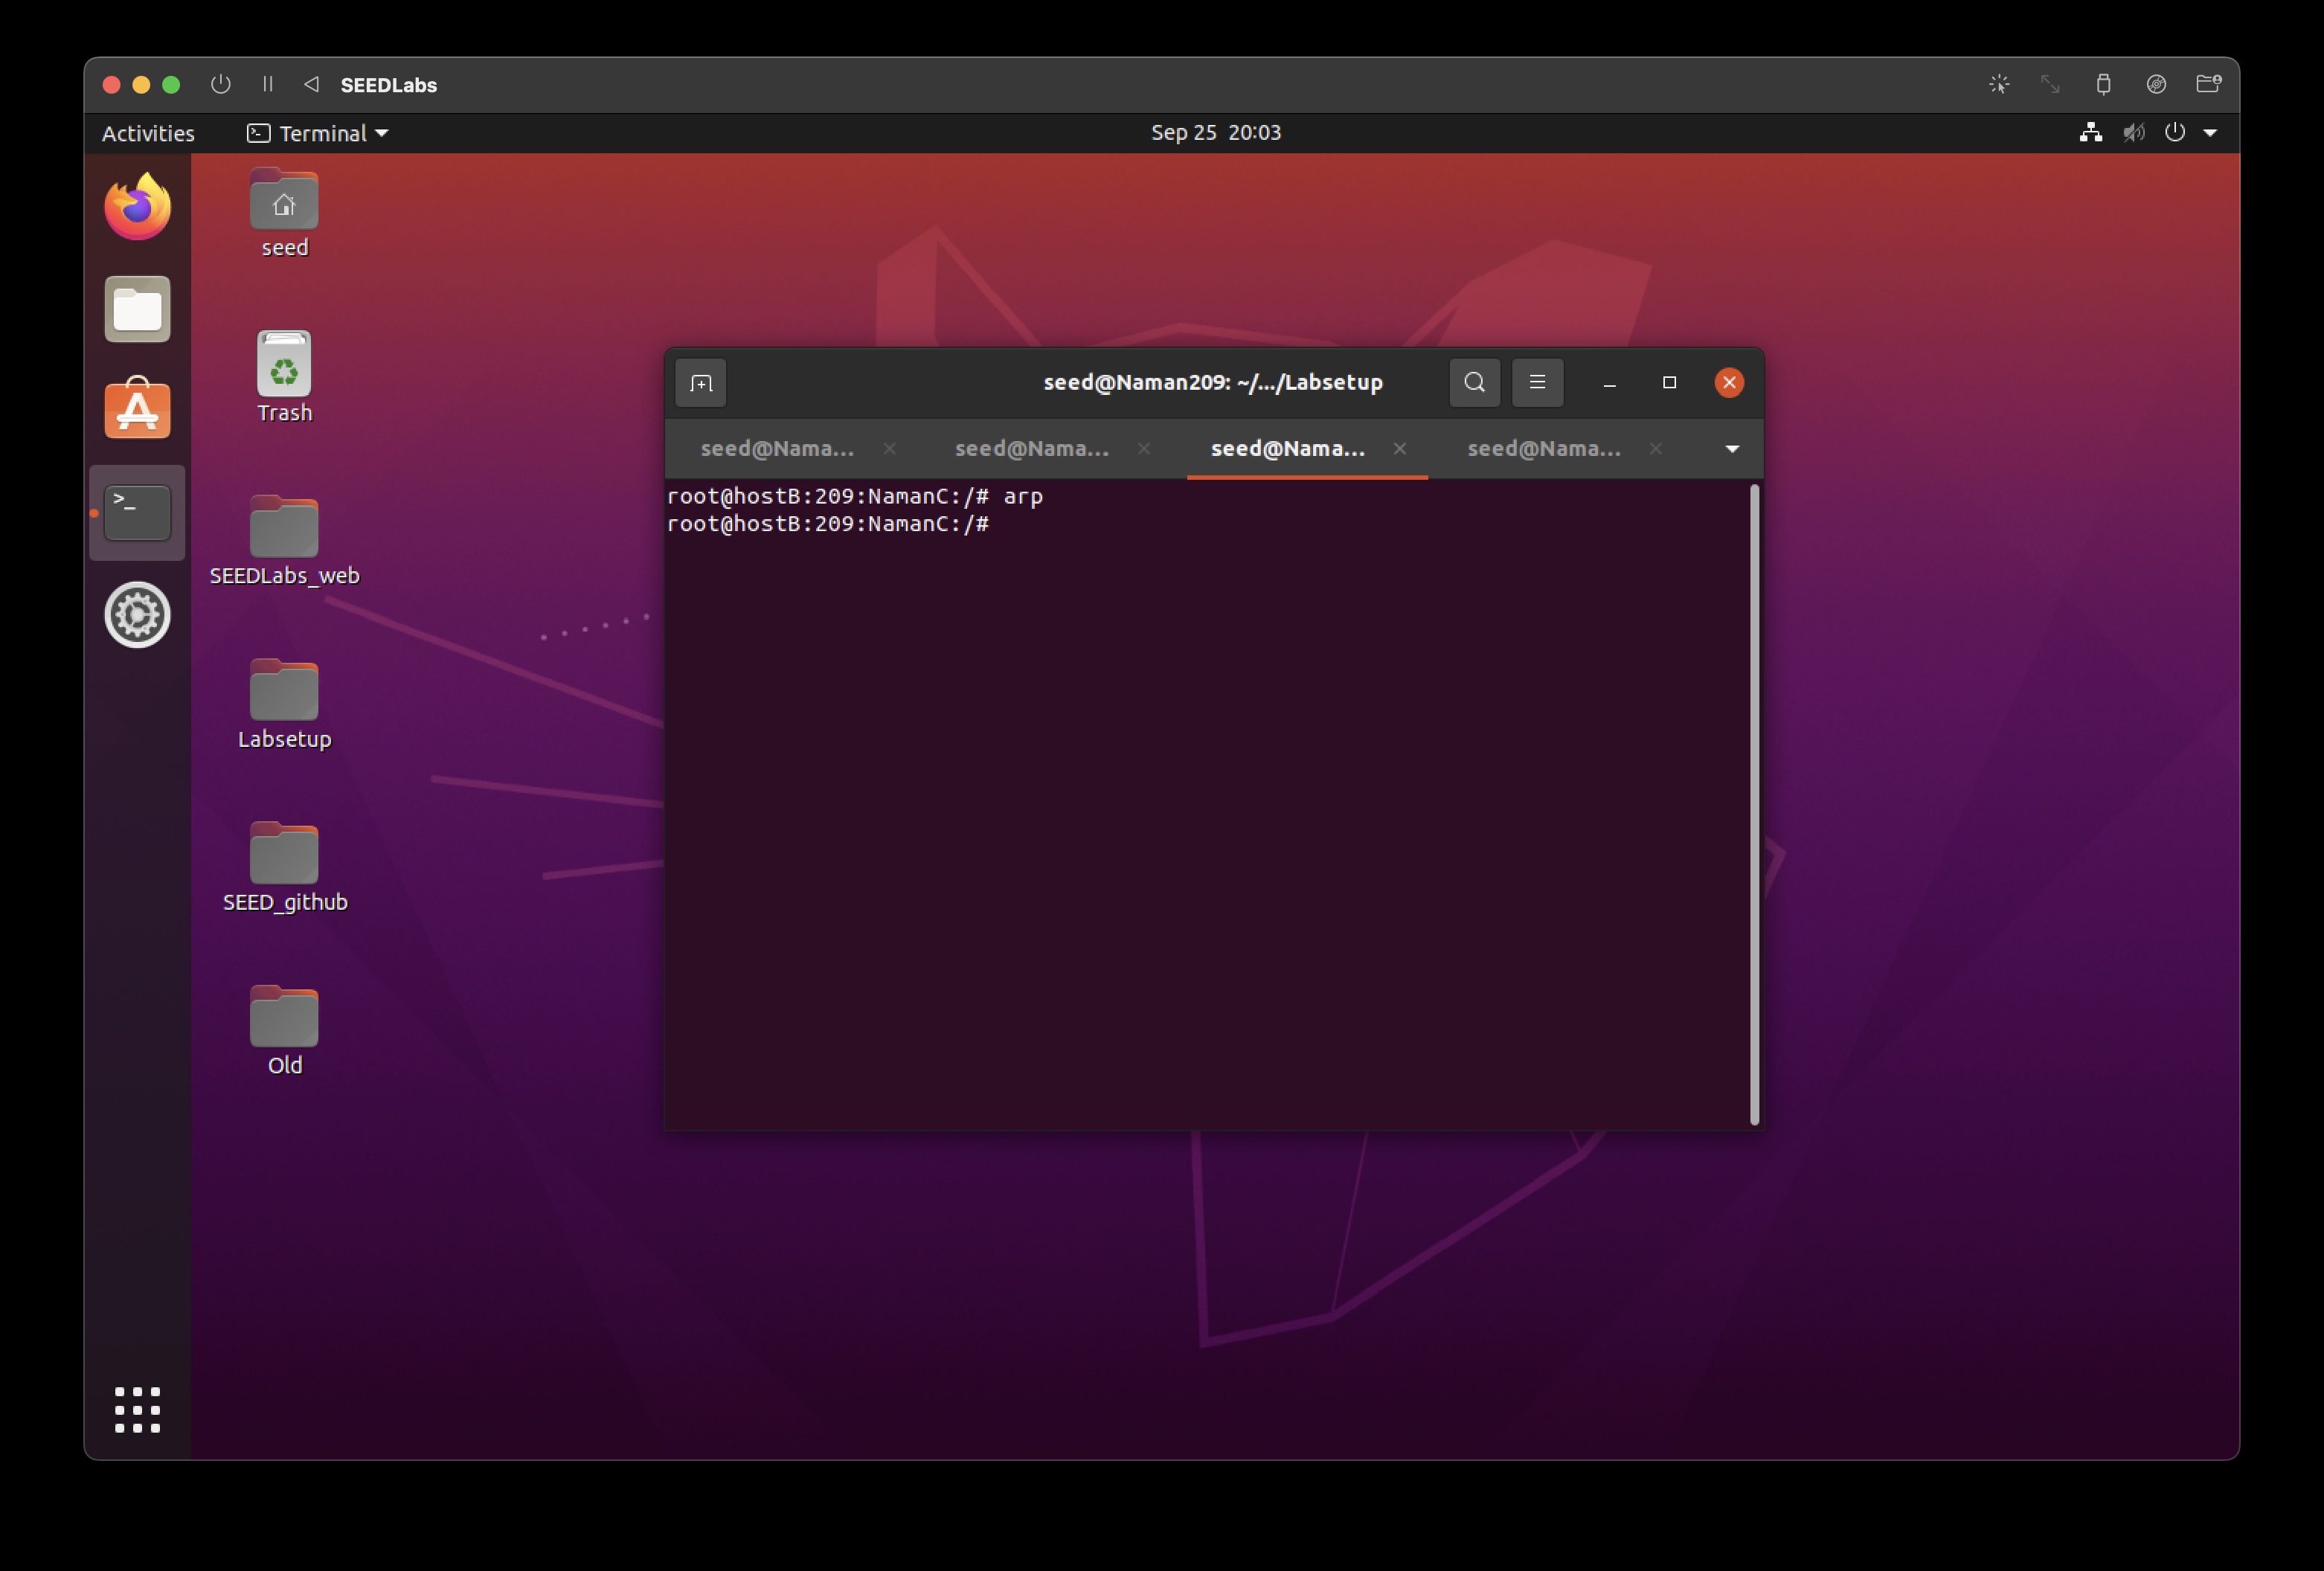 SEEDLabs
Activities
Terminal
Sep 25 20:03
seed
Trash
SEEDLabs_web
Labsetup
SEED_github
Old
seed@Naman209: ~/.../Labsetup
seed@Nama... seed@Nama... seed@Nama... seed@Nama...
root@hostB:209:NamanC:/# arp
root@hostB:209:NamanC:/#